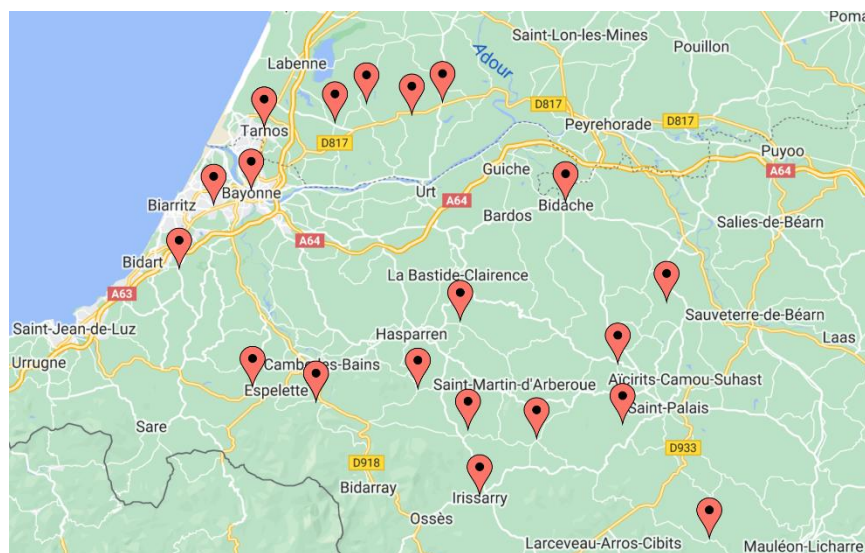 Poma
Saint-Lon-les-Mines
Pouillon
Labenne
Adour
D817
Tarnos
D817
Peyrehorade
D817
Puyoo
Guiche
A64
Biarritz
Bayonne
Urt
A64
Bardos
Bidache
Salies-de-Béarn
A64
Bidart
La Bastide-Clairence
A63
Saint-Jean-de-Luz
Sauveterre-de-Béarn
Hasparren
Laas
Urrugne
Cambo-les-Bains
Espelette
Saint-Martin-d'Arberoue
Aïcirits-Camou-Suhast
Saint-Palais
Sare
D918
D933
Bidarray
Irissarry
Ossès
Larceveau-Arros-Cibits
Mauléon-Licharre